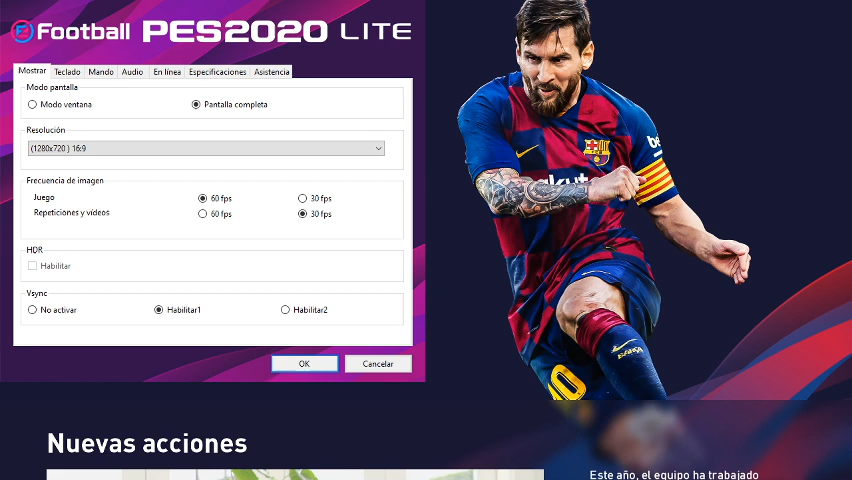 eFootball PES2020 LITE
Mostrar Teclado Mando Audio En línea Especificaciones Asistencia
Modo pantalla
Modo ventana Pantalla completa
Resolución
(1280x720 ) 16:9
Frecuencia de imagen
Juego 60 fps 30 fps
Repeticiones y vídeos 60 fps 30 fps
HDR
Habilitar
Vsync
No activar Habilitar1 Habilitar2
OK Cancelar
10
Nuevas acciones
Este año, el equipo ha trabajado